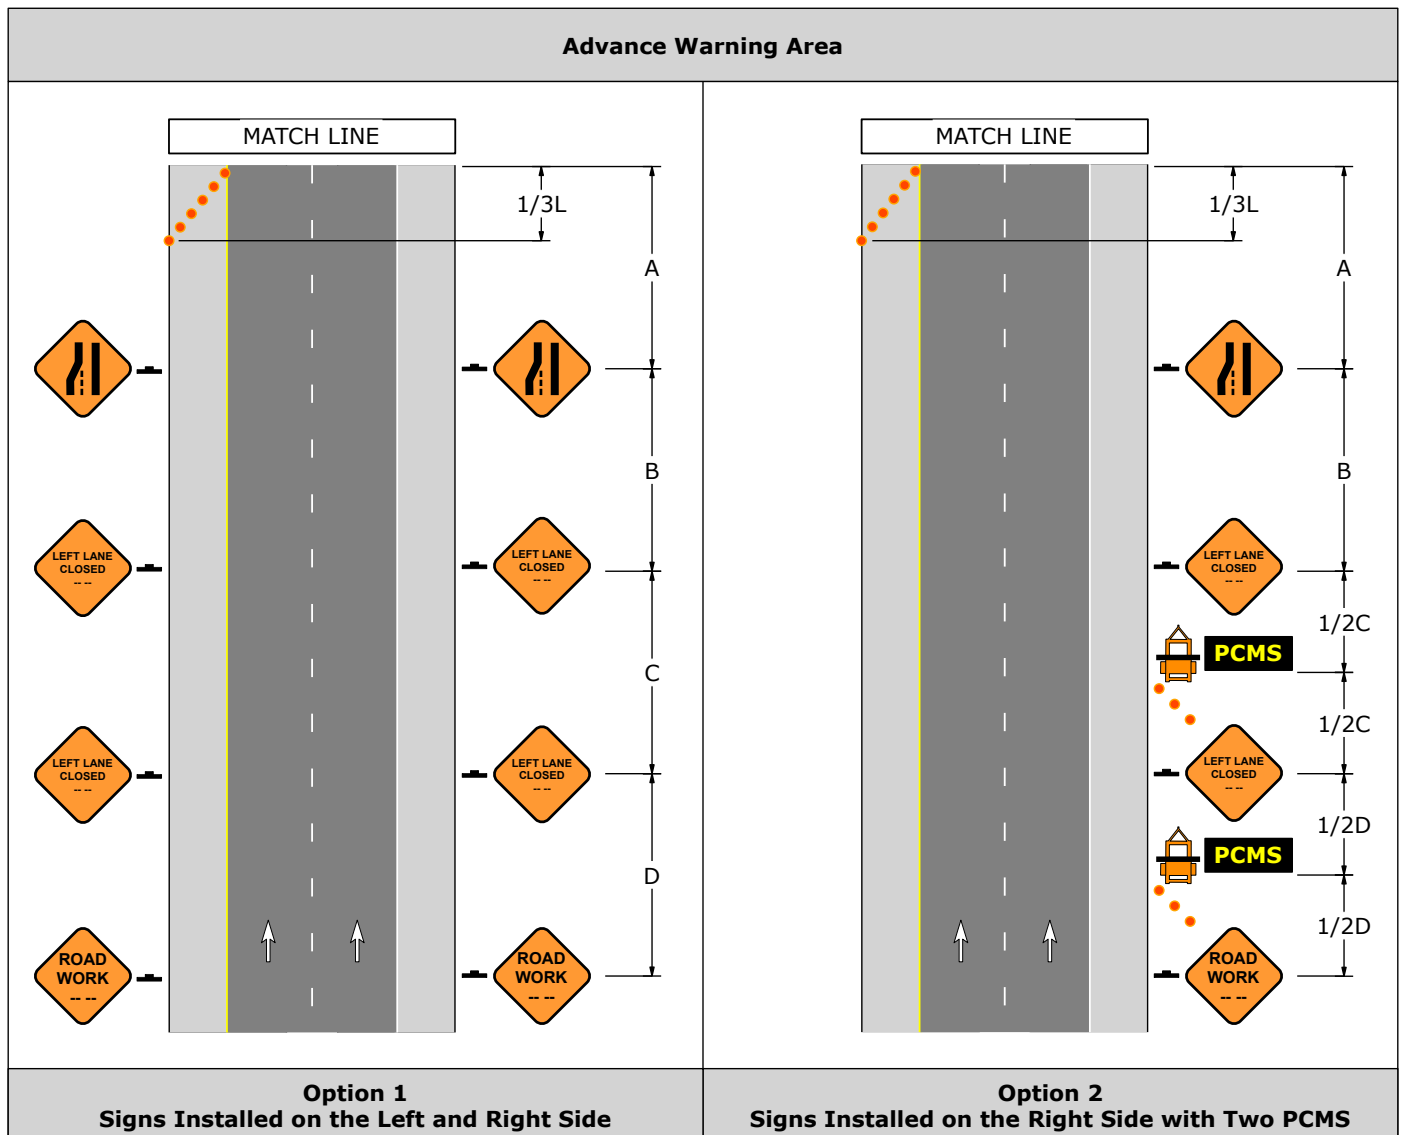 Advance Warning Area
MATCH LINE
1/3L
A
B
LEFT LANE
CLOSED
-- --
LEFT LANE
CLOSED
-- --
C
LEFT LANE
CLOSED
-- --
LEFT LANE
CLOSED
-- --
D
ROAD
WORK
-- --
ROAD
WORK
-- --
Option 1
Signs Installed on the Left and Right Side
MATCH LINE
1/3L
A
B
LEFT LANE
CLOSED
-- --
1/2C
PCMS
1/2C
LEFT LANE
CLOSED
-- --
1/2D
PCMS
1/2D
ROAD
WORK
-- --
Option 2
Signs Installed on the Right Side with Two PCMS